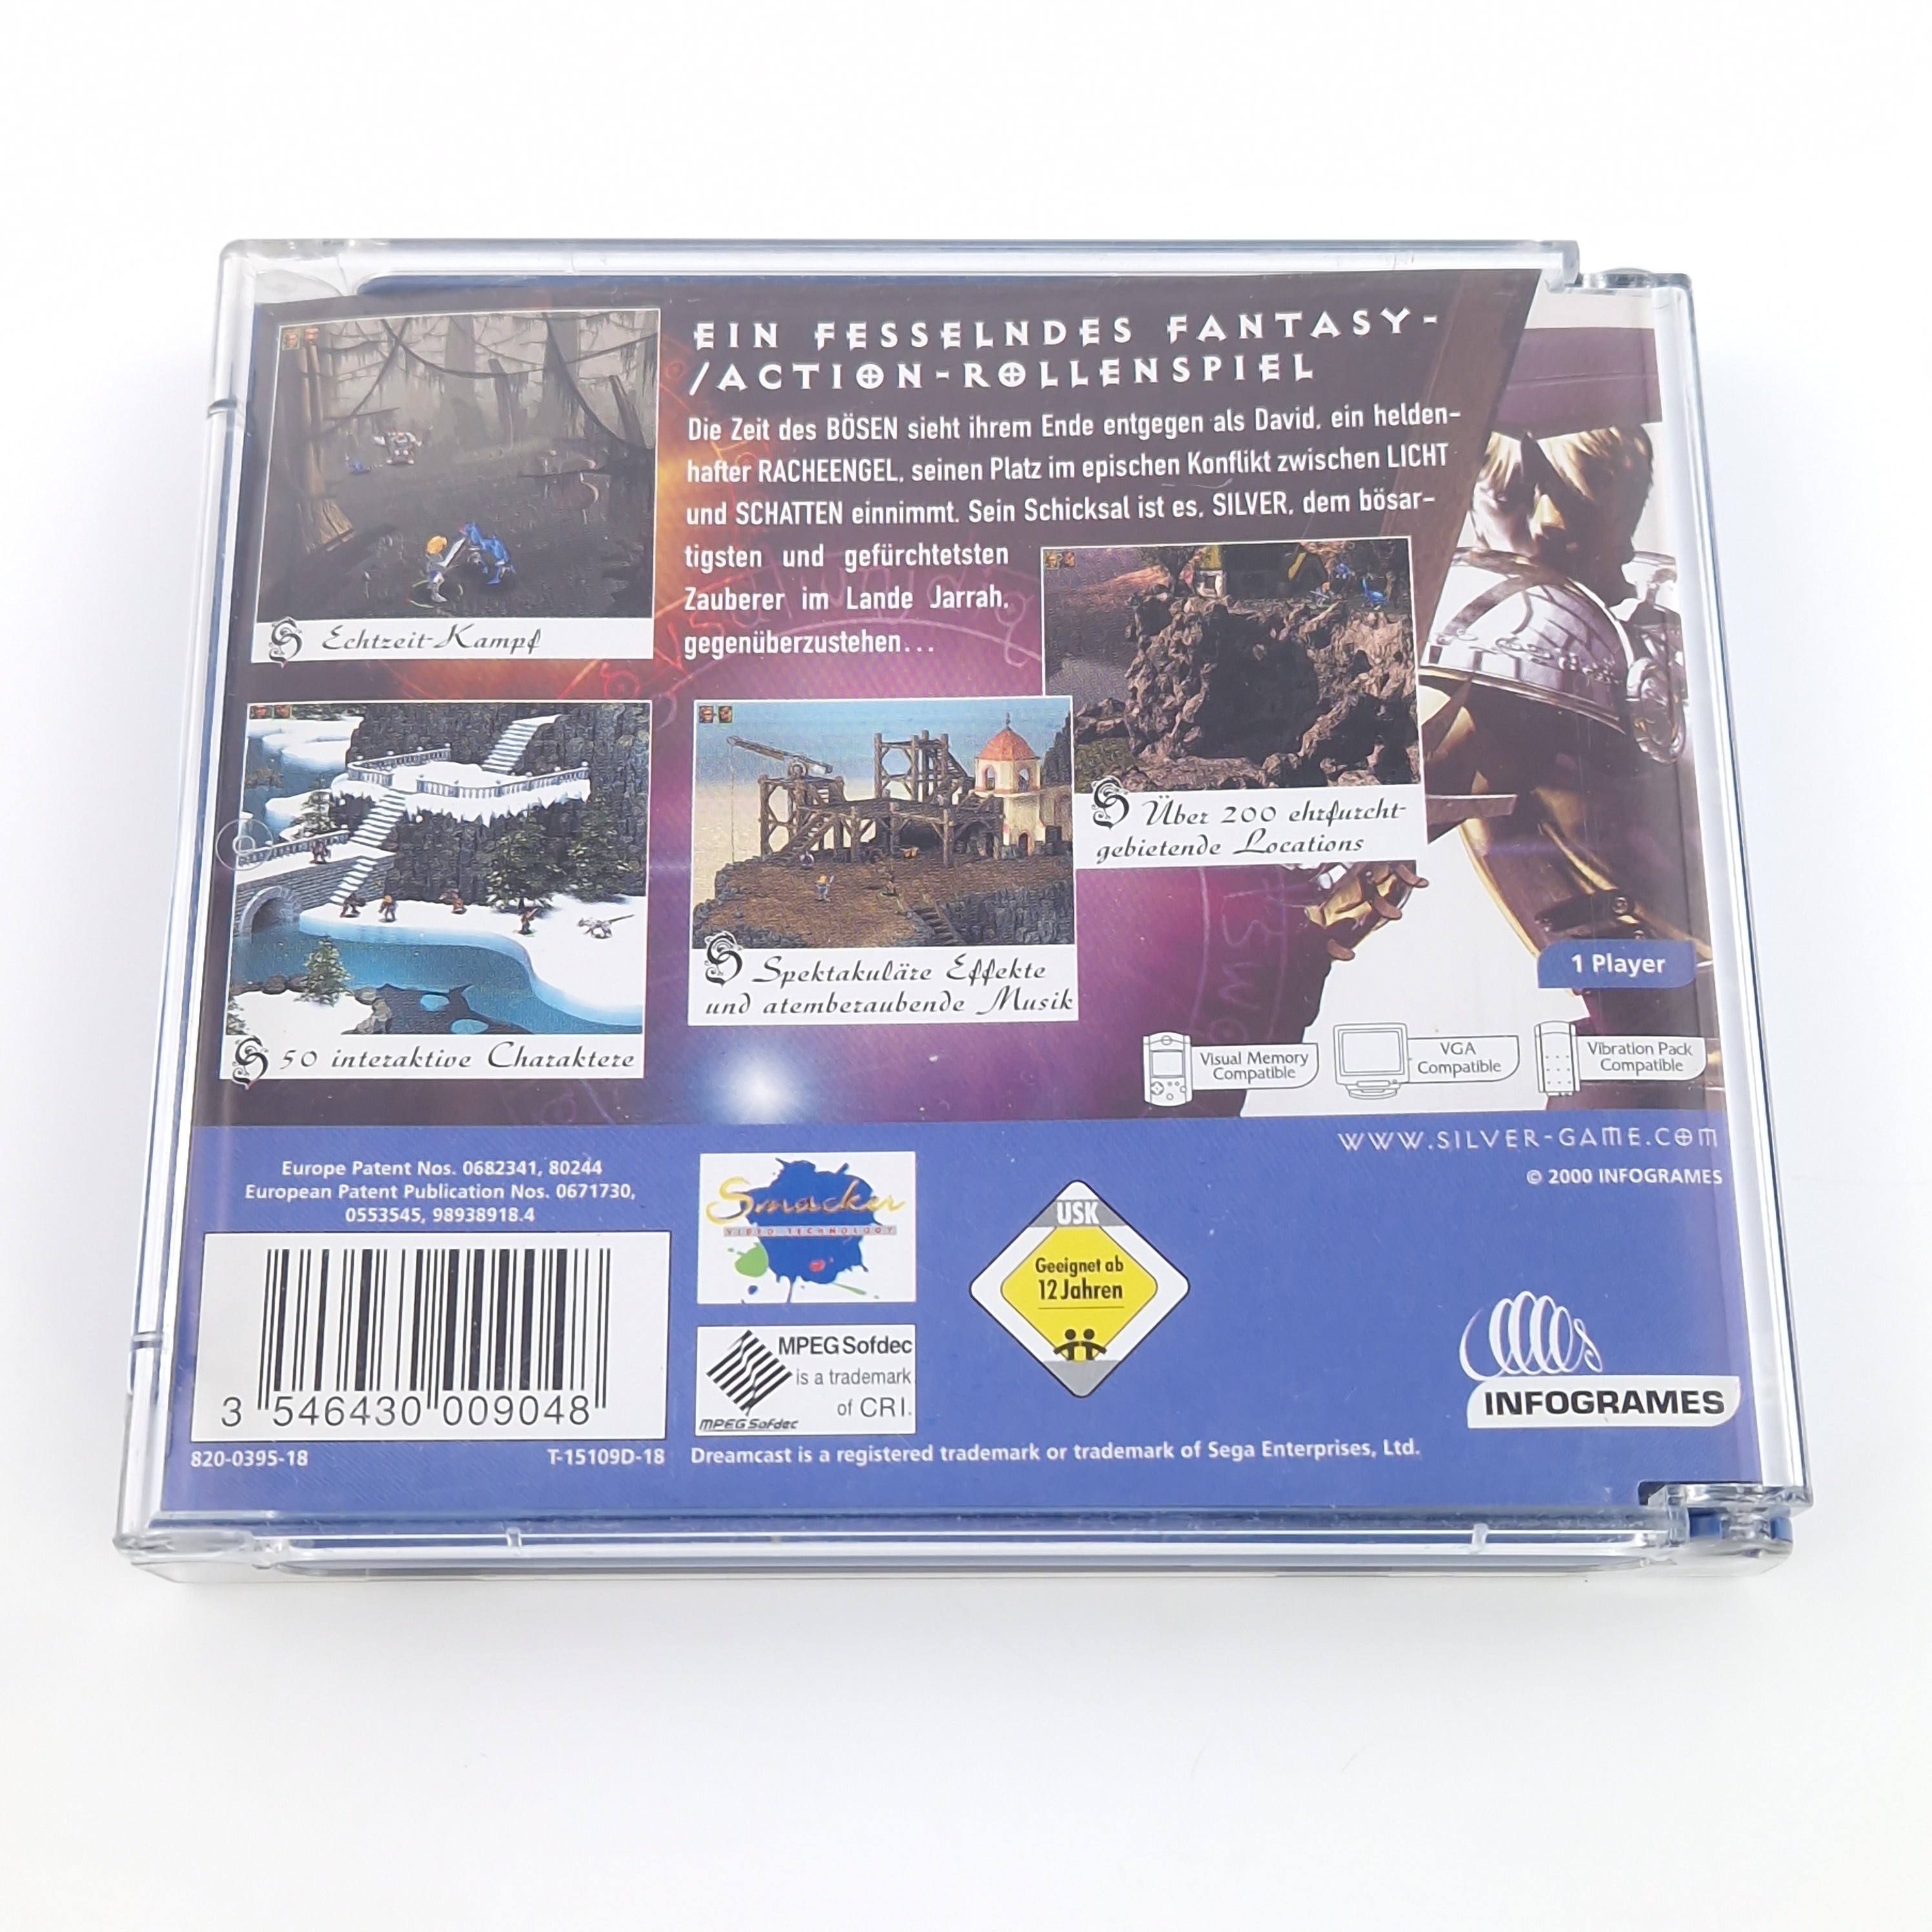 EIN FESSELNDES FANTASY-
/ACTION-ROLLENSPIEL
Die Zeit des BÖSEN sieht ihrem Ende entgegen als David, ein helden-
hafter RACHEENGEL, seinen Platz im epischen Konflikt zwischen LICHT
und SCHATTEN einnimmt. Sein Schicksal ist es, SILVER, dem bösar-
tigsten und gefürchtetsten
Zauberer im Lande Jarrah,
gegenüberzustehen...
Echtzeit-Kampf
Über 200 ehrfurcht-
gebietende Locations
Spektakuläre Effekte
und atemberaubende Musik
50 interaktive Charaktere
1 Player
Visual Memory
Compatible
VGA
Compatible
Vibration Pack
Compatible
WWW.SILVER-GAME.COM
© 2000 INFOGRAMES
Europe Patent Nos. 0682341, 80244
European Patent Publication Nos. 0671730,
0553545, 98938918.4
3 546430 009048
820-0395-18
T-15109D-18
Smacker
VIDEO TECHNOLOGY
MPEG Sofdec
is a trademark
of CRI.
MPEG Sofdec
USK
Geeignet ab
12 Jahren
INFOGRAMES
Dreamcast is a registered trademark or trademark of Sega Enterprises, Ltd.